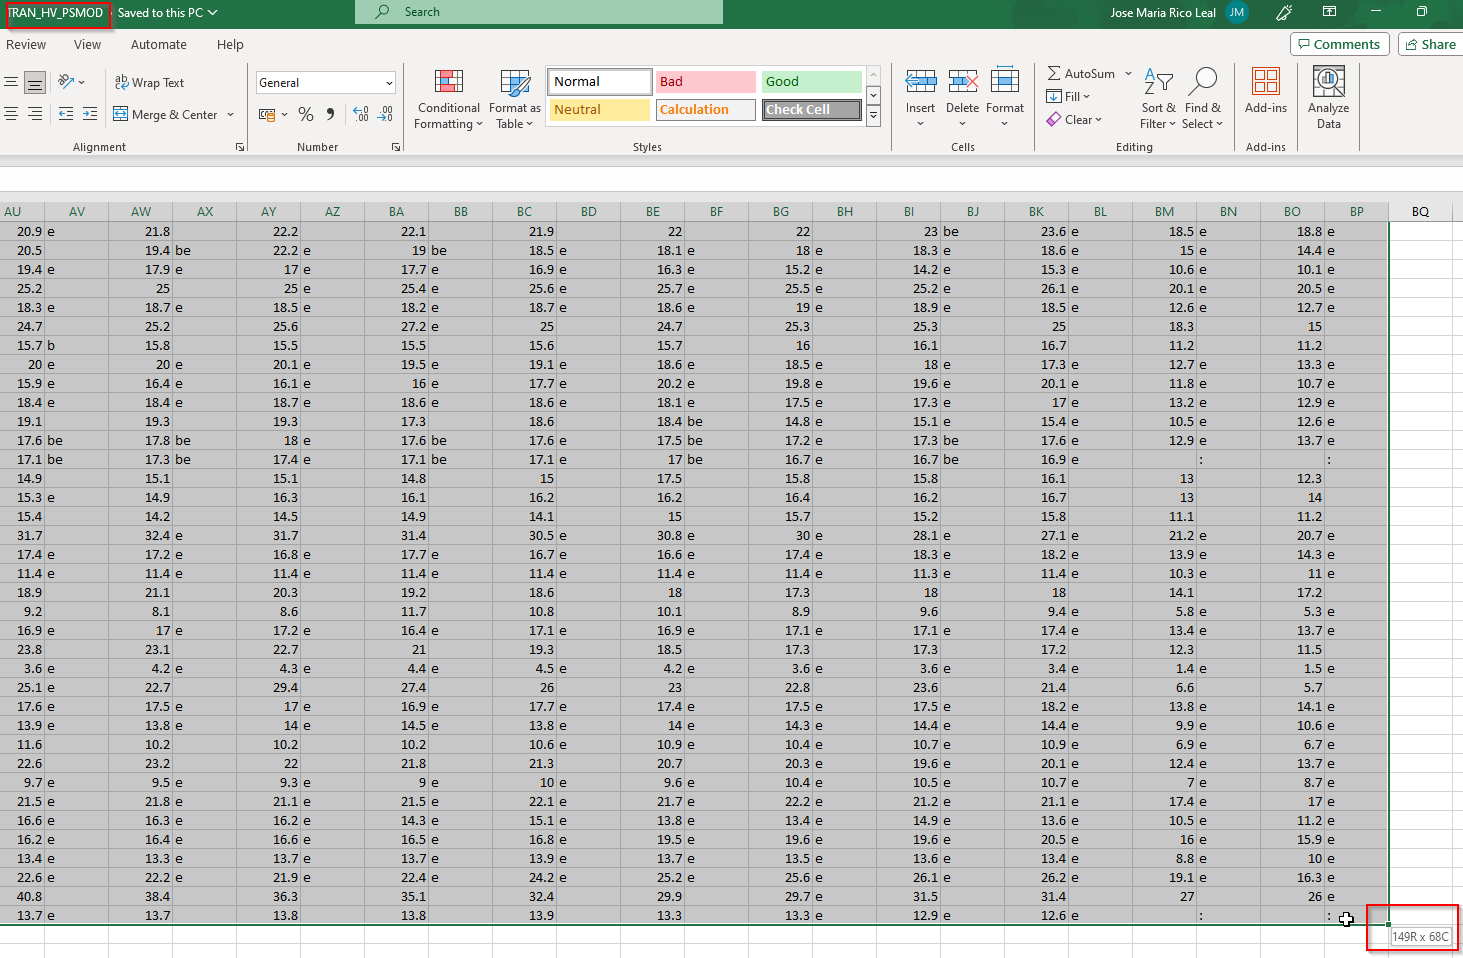 TRAN_HV_PSMOD Saved to this PC Search Jose Maria Rico Leal JM
Review View Automate Help Comments Share
ab Wrap Text General Normal Bad Good AutoSum
Conditional Format as Insert Delete Format Fill Sort & Find & Add-ins Analyze
Merge & Center % Neutral Calculation Check Cell Clear
Formatting Table Filter Select Data
Alignment Number Styles Cells Editing Add-ins
AU AV AW AX AY AZ BA BB BC BD BE BF BG BH BI BJ BK BL BM BN BO BP BQ
20.9 e 21.8 22.2 22.1 21.9 22 22 23 be 23.6 e 18.5 e 18.8 e
20.5 19.4 be 22.2 e 19 be 18.5 e 18.1 e 18 e 18.3 e 18.6 e 15 e 14.4 e
19.4 e 17.9 e 17 e 17.7 e 16.9 e 16.3 e 15.2 e 14.2 e 15.3 e 10.6 e 10.1 e
25.2 25 25 e 25.4 e 25.6 e 25.7 e 25.5 e 25.2 e 26.1 e 20.1 e 20.5 e
18.3 e 18.7 e 18.5 e 18.2 e 18.7 e 18.6 e 19 e 18.9 e 18.5 e 12.6 e 12.7 e
24.7 25.2 25.6 27.2 e 25 24.7 25.3 25.3 25 18.3 15
15.7 b 15.8 15.5 15.5 15.6 15.7 16 16.1 16.7 11.2 11.2
20 e 20 e 20.1 e 19.5 e 19.1 e 18.6 e 18.5 e 18 e 17.3 e 12.7 e 13.3 e
15.9 e 16.4 e 16.1 e 16 e 17.7 e 20.2 e 19.8 e 19.6 e 20.1 e 11.8 e 10.7 e
18.4 e 18.4 e 18.7 e 18.6 e 18.6 e 18.1 e 17.5 e 17.3 e 17 e 13.2 e 12.9 e
19.1 19.3 19.3 17.3 18.6 18.4 be 14.8 e 15.1 e 15.4 e 10.5 e 12.6 e
17.6 be 17.8 be 18 e 17.6 be 17.6 e 17.5 be 17.2 e 17.3 be 17.6 e 12.9 e 13.7 e
17.1 be 17.3 be 17.4 e 17.1 be 17.1 e 17 be 16.7 e 16.7 be 16.9 e : :
14.9 15.1 15.1 14.8 15 17.5 15.8 15.8 16.1 13 12.3
15.3 e 14.9 16.3 16.1 16.2 16.2 16.4 16.2 16.7 13 14
15.4 14.2 14.5 14.9 14.1 15 15.7 15.2 15.8 11.1 11.2
31.7 32.4 e 31.7 31.4 30.5 e 30.8 e 30 e 28.1 e 27.1 e 21.2 e 20.7 e
17.4 e 17.2 e 16.8 e 17.7 e 16.7 e 16.6 e 17.4 e 18.3 e 18.2 e 13.9 e 14.3 e
11.4 e 11.4 e 11.4 e 11.4 e 11.4 e 11.4 e 11.4 e 11.3 e 11.4 e 10.3 e 11 e
18.9 21.1 20.3 19.2 18.6 18 17.3 18 18 14.1 17.2
9.2 8.1 8.6 11.7 10.8 10.1 8.9 9.6 9.4 e 5.8 e 5.3 e
16.9 e 17 e 17.2 e 16.4 e 17.1 e 16.9 e 17.1 e 17.1 e 17.4 e 13.4 e 13.7 e
23.8 23.1 22.7 21 19.3 18.5 17.3 17.3 17.2 12.3 11.5
3.6 e 4.2 e 4.3 e 4.4 e 4.5 e 4.2 e 3.6 e 3.6 e 3.4 e 1.4 e 1.5 e
25.1 e 22.7 29.4 27.4 26 23 22.8 23.6 21.4 6.6 5.7
17.6 e 17.5 e 17 e 16.9 e 17.7 e 17.4 e 17.5 e 17.5 e 18.2 e 13.8 e 14.1 e
13.9 e 13.8 e 14 e 14.5 e 13.8 e 14 e 14.3 e 14.4 e 14.4 e 9.9 e 10.6 e
11.6 10.2 10.2 10.2 10.6 e 10.9 e 10.4 e 10.7 e 10.9 e 6.9 e 6.7 e
22.6 23.2 22 21.8 21.3 20.7 20.3 e 19.6 e 20.1 e 12.4 e 13.7 e
9.7 e 9.5 e 9.3 e 9 e 10 e 9.6 e 10.4 e 10.5 e 10.7 e 7 e 8.7 e
21.5 e 21.8 e 21.1 e 21.5 e 22.1 e 21.7 e 22.2 e 21.2 e 21.1 e 17.4 e 17 e
16.6 e 16.3 e 16.2 e 14.3 e 15.1 e 13.8 e 13.4 e 14.9 e 13.6 e 10.5 e 11.2 e
16.2 e 16.4 e 16.6 e 16.5 e 16.8 e 19.5 e 19.6 e 19.6 e 20.5 e 16 e 15.9 e
13.4 e 13.3 e 13.7 e 13.7 e 13.9 e 13.7 e 13.5 e 13.6 e 13.4 e 8.8 e 10 e
22.6 e 22.2 e 21.9 e 22.4 e 24.2 e 25.2 e 25.6 e 26.1 e 26.2 e 19.1 e 16.3 e
40.8 38.4 36.3 35.1 32.4 29.9 29.7 e 31.5 31.4 27 26 e
13.7 e 13.7 13.8 13.8 13.9 13.3 13.3 e 12.9 e 12.6 e : :
149R x 68C